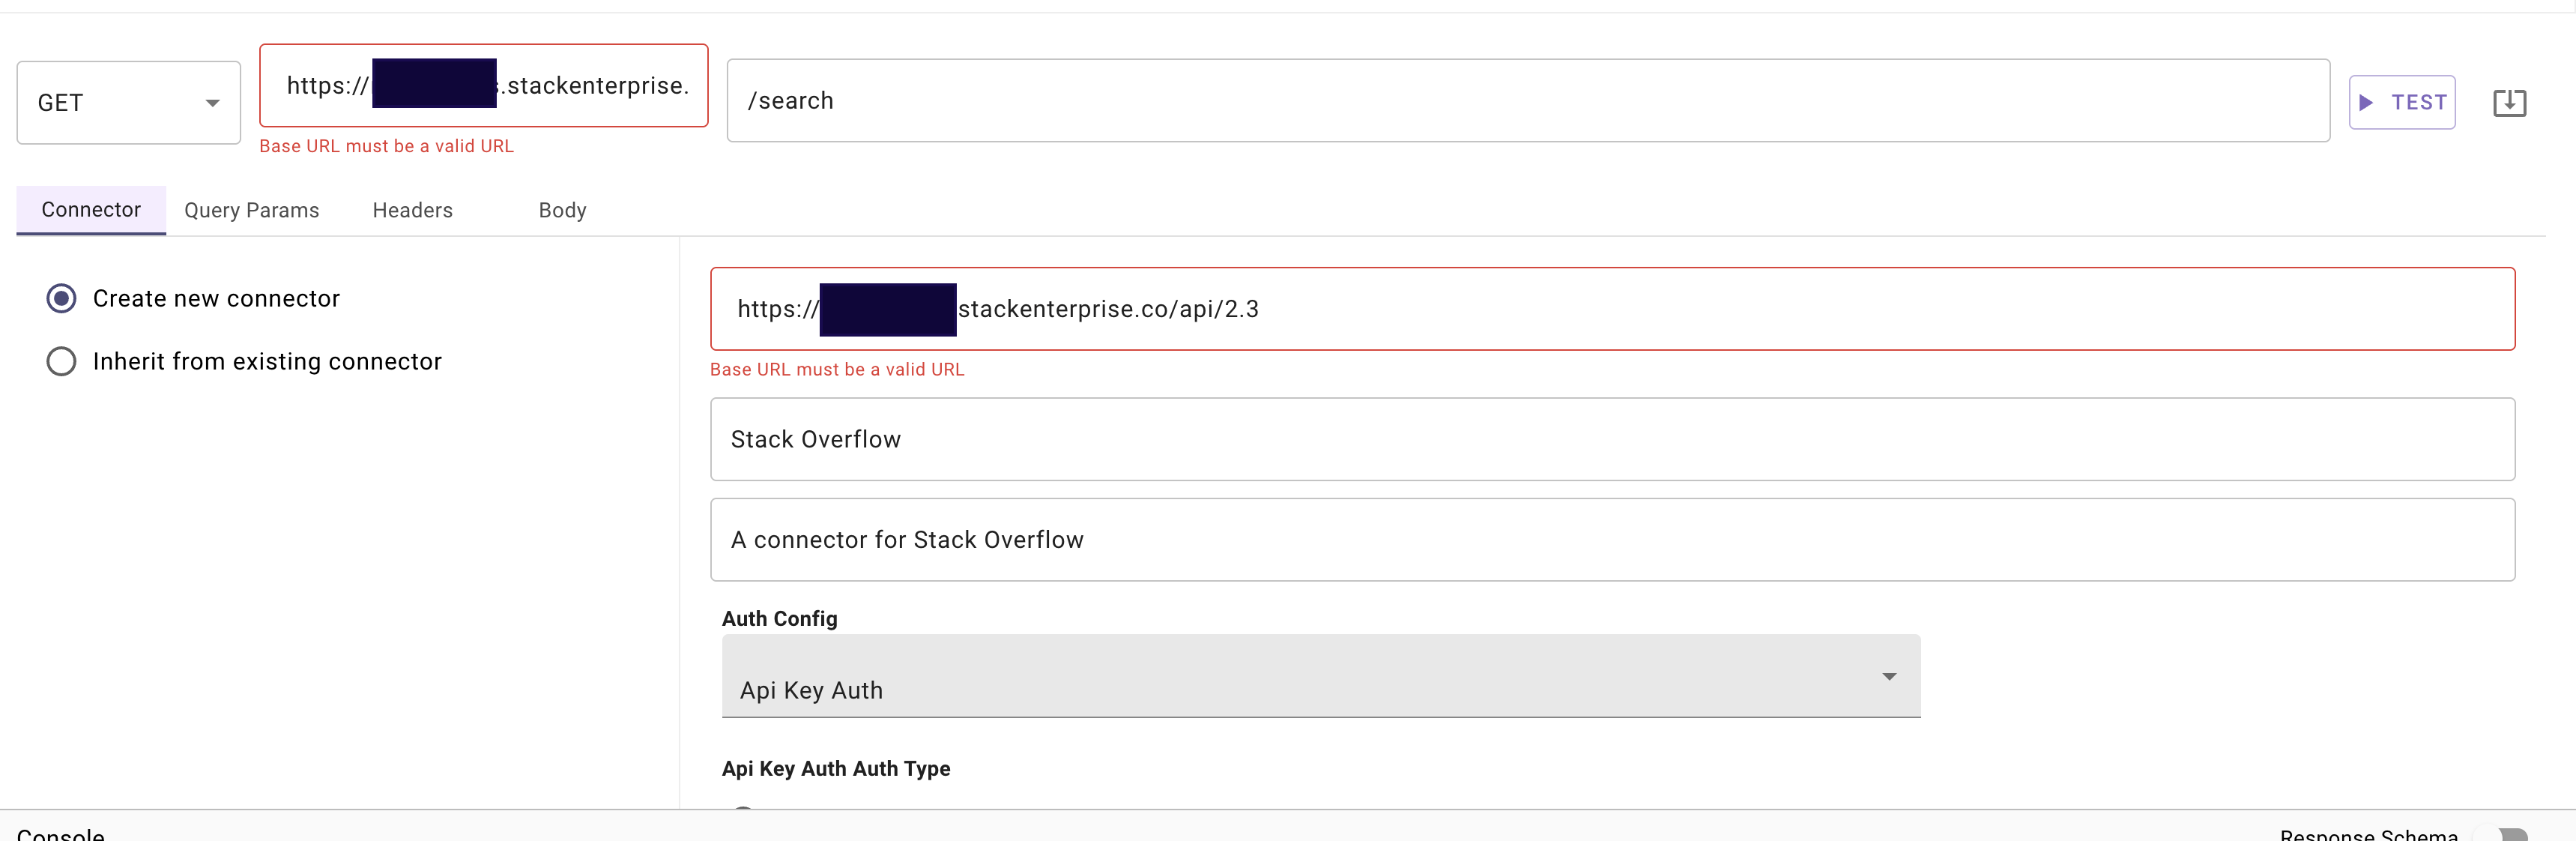 GET
https://
.stackenterprise.
/search
TEST
Base URL must be a valid URL
Connector
Query Params
Headers
Body
Create new connector
Inherit from existing connector
https://
stackenterprise.co/api/2.3
Base URL must be a valid URL
Stack Overflow
A connector for Stack Overflow
Auth Config
Api Key Auth
Api Key Auth Auth Type
Console
Response Schema